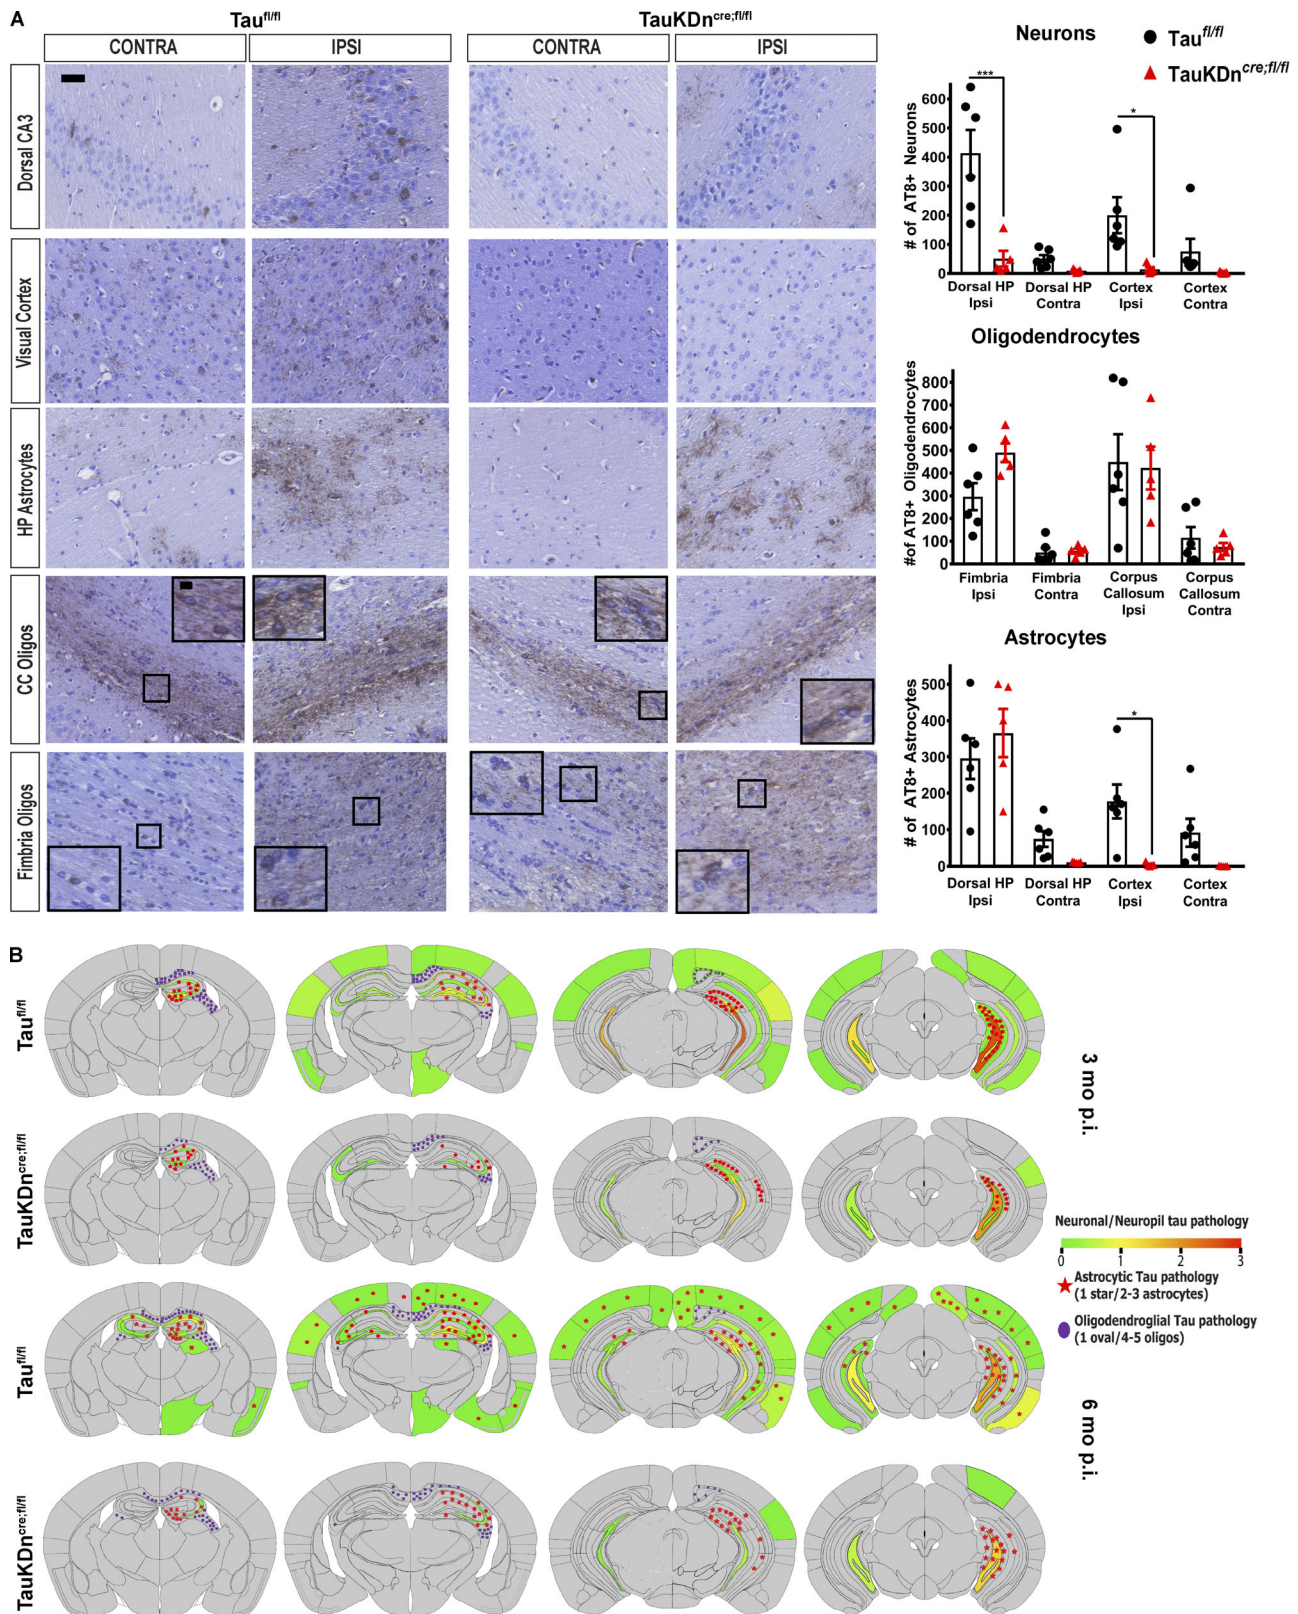 A
Tau^fl/fl
TauKDn^cre;fl/fl
CONTRA
IPSI
CONTRA
IPSI
Dorsal CA3
Visual Cortex
HP Astrocytes
CC Oligos
Fimbria Oligos
Neurons
Tau^fl/fl
TauKDn^cre;fl/fl
# of AT8+ Neurons
600
500
400
300
200
100
0
***
*
Dorsal HP Ipsi
Dorsal HP Contra
Cortex Ipsi
Cortex Contra
Oligodendrocytes
#of AT8+ Oligodendrocytes
800
700
600
500
400
300
200
100
0
Fimbria Ipsi
Fimbria Contra
Corpus Callosum Ipsi
Corpus Callosum Contra
Astrocytes
# of AT8+ Astrocytes
500
400
300
200
100
0
*
Dorsal HP Ipsi
Dorsal HP Contra
Cortex Ipsi
Cortex Contra
B
Tau^fl/fl
TauKDn^cre;fl/fl
Tau^fl/fl
TauKDn^cre;fl/fl
3 mo p.i.
6 mo p.i.
Neuronal/Neuropil tau pathology
0 1 2 3
Astrocytic Tau pathology
(1 star/2-3 astrocytes)
Oligodendroglial Tau pathology
(1 oval/4-5 oligos)